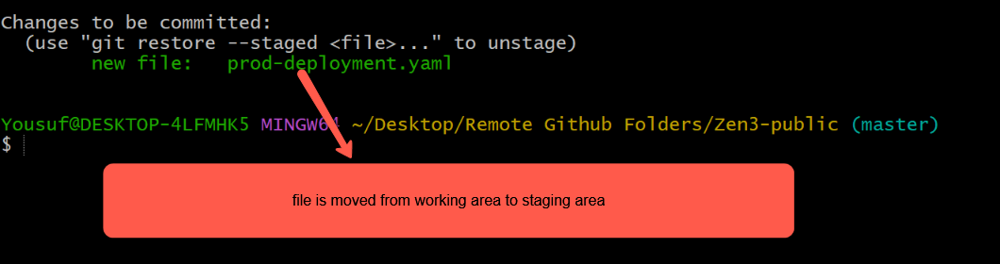 Changes to be committed:
(use "git restore --staged <file>..." to unstage)
new file: prod-deployment.yaml
Yousuf@DESKTOP-4LFMHK5 MINGW64 ~/Desktop/Remote Github Folders/Zen3-public (master)
$
file is moved from working area to staging area